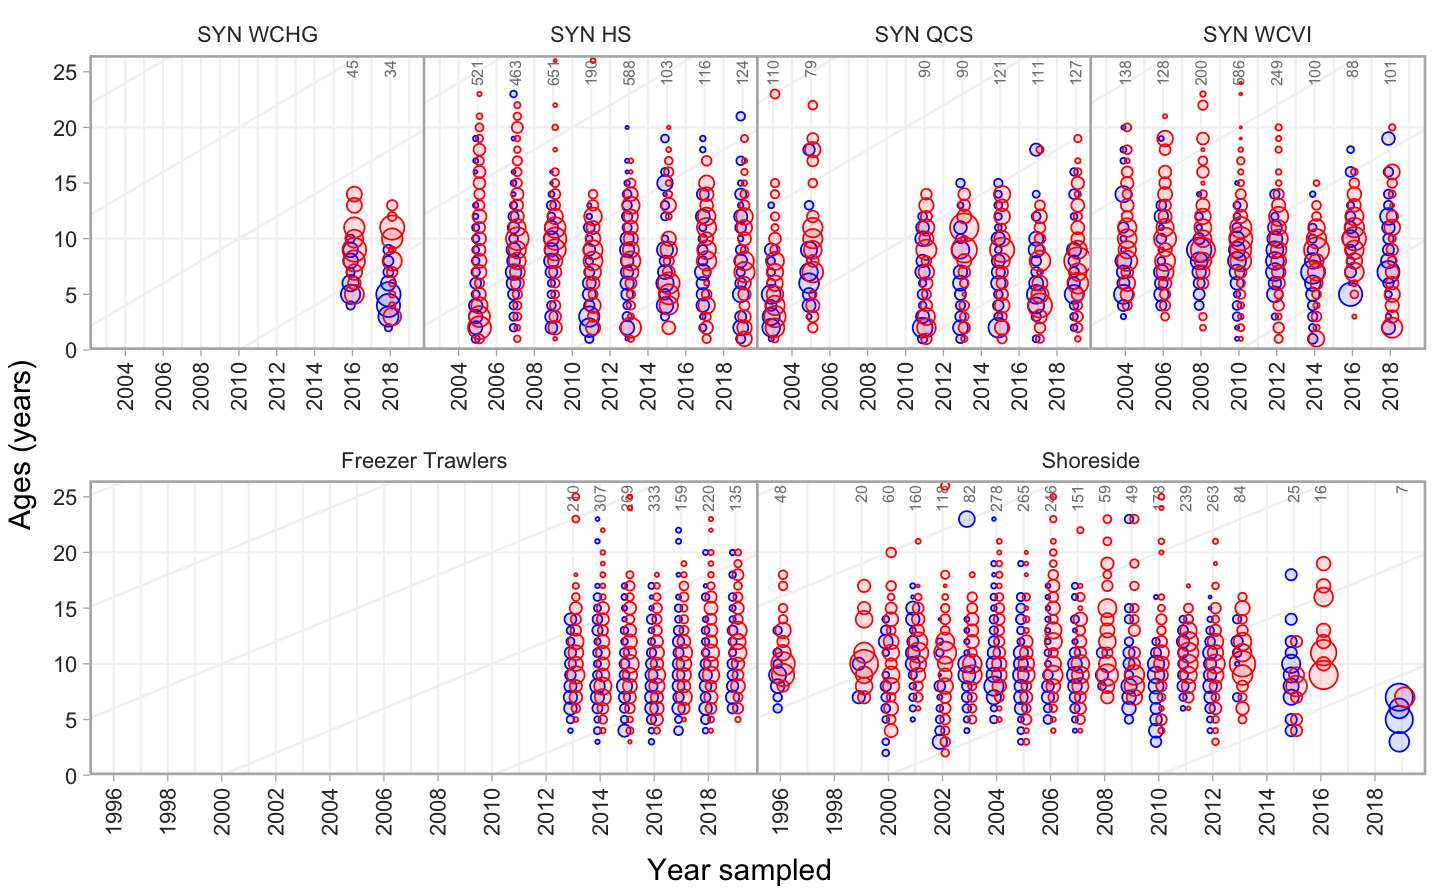 SYN WCHG SYN HS SYN QCS SYN WCVI
45 34 521 463 651 190 588 103 116 124 110 79 90 90 121 111 127 138 128 200 686 249 100 88 101
25
20
15
10
5
0
2004 2006 2008 2010 2012 2014 2016 2018 2004 2006 2008 2010 2012 2014 2016 2018 2004 2006 2008 2010 2012 2014 2016 2018 2004 2006 2008 2010 2012 2014 2016 2018
Ages (years)
Freezer Trawlers Shoreside
307 333 159 220 135 48 20 60 160 82 278 265 151 59 49 178 239 263 84 25 16 7
25
20
15
10
5
0
1996 1998 2000 2002 2004 2006 2008 2010 2012 2014 2016 2018 1996 1998 2000 2002 2004 2006 2008 2010 2012 2014 2016 2018
Year sampled